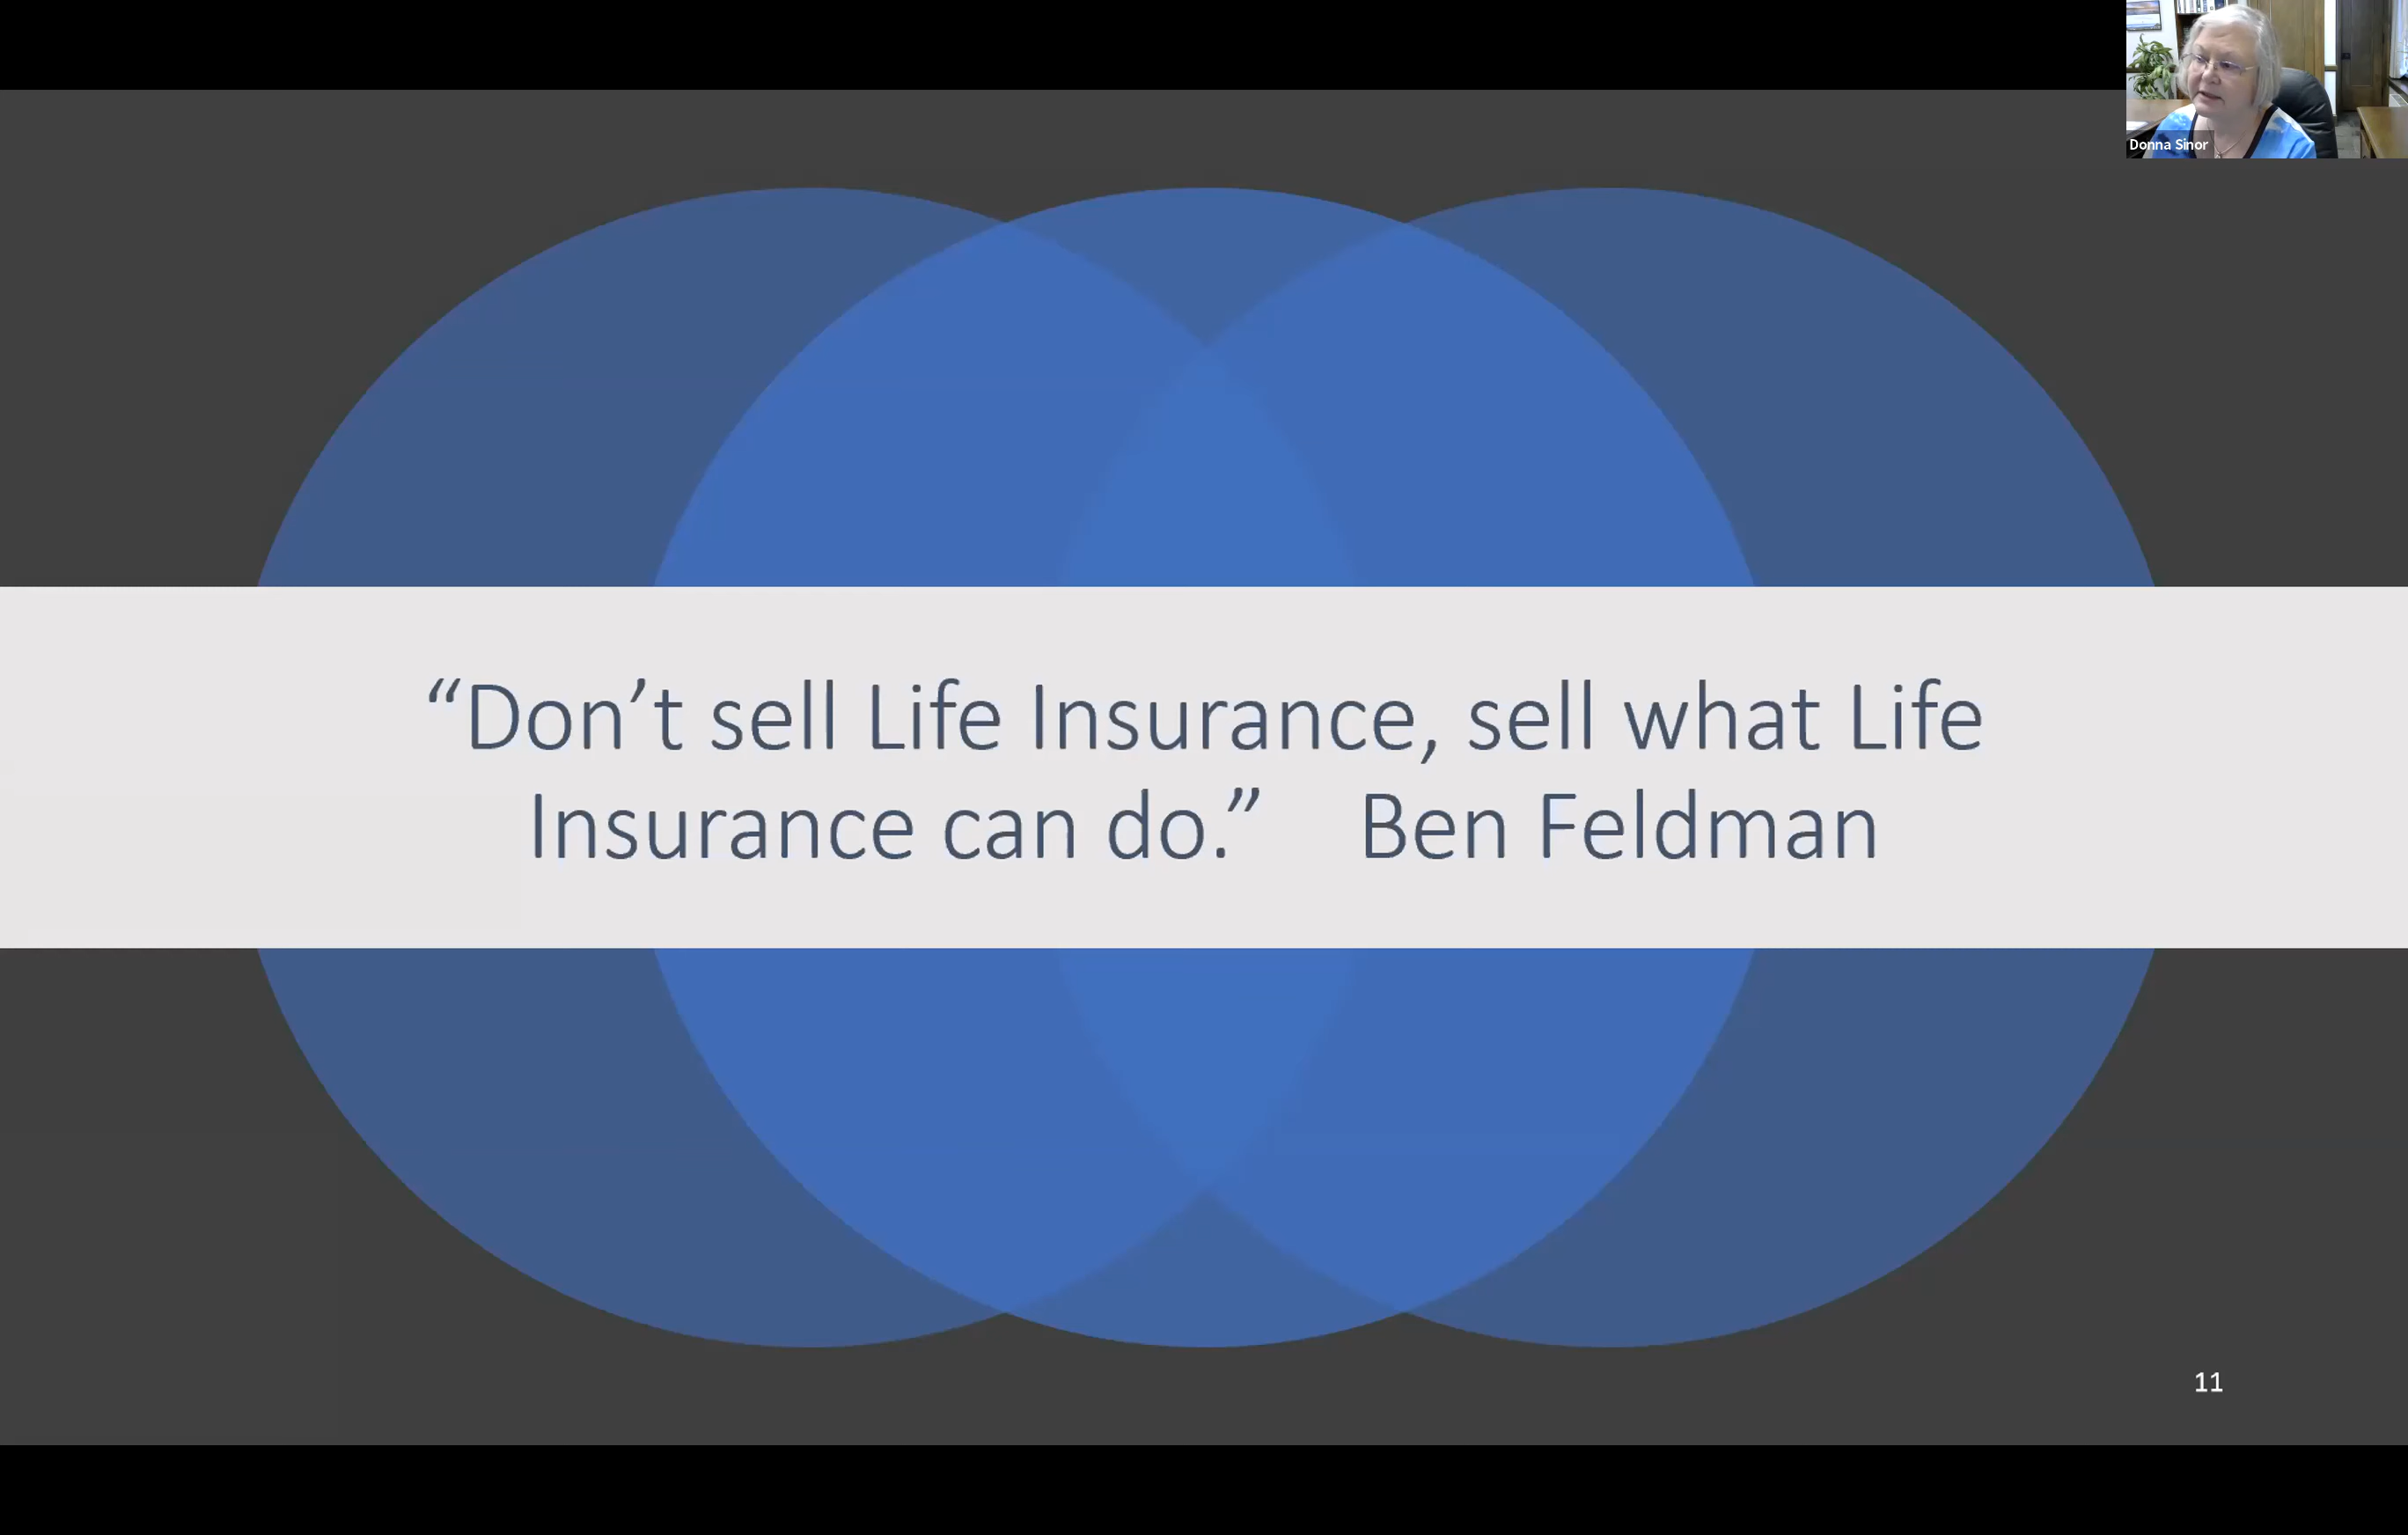 Donna Sinor
“Don’t sell Life Insurance, sell what Life
Insurance can do.” Ben Feldman
11